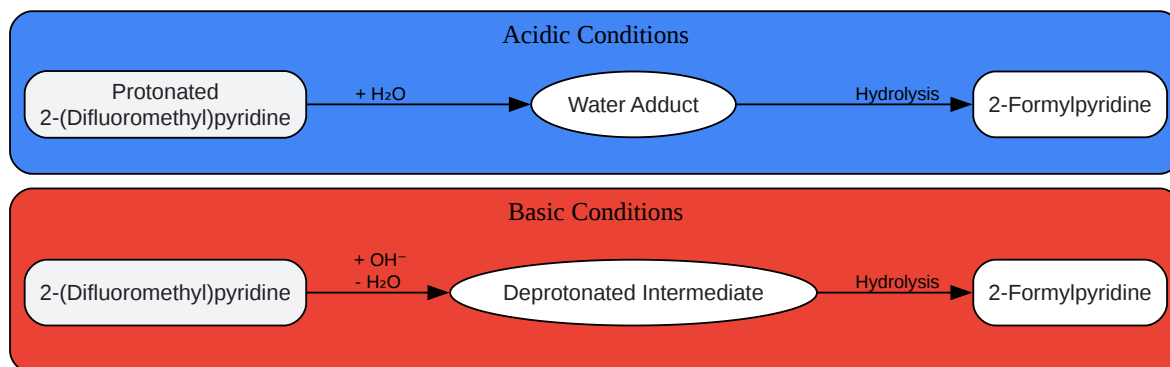 Acidic Conditions
Protonated
2-(Difluoromethyl)pyridine
+ H₂O
Water Adduct
Hydrolysis
2-Formylpyridine
Basic Conditions
2-(Difluoromethyl)pyridine
+ OH⁻
- H₂O
Deprotonated Intermediate
Hydrolysis
2-Formylpyridine